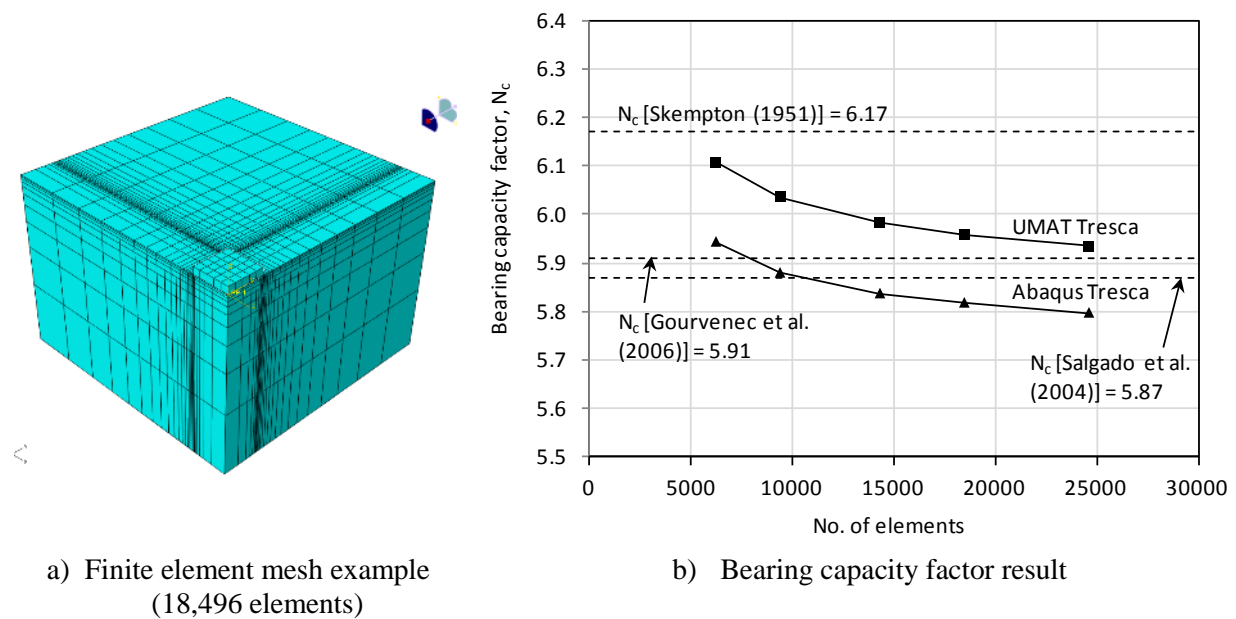 6.4
6.3
6.2
6.1
6.0
5.9
5.8
5.7
5.6
5.5
Bearing capacity factor, Nc
Nc [Skempton (1951)] = 6.17
UMAT Tresca
Abaqus Tresca
Nc [Gourvenec et al.
(2006)] = 5.91
Nc [Salgado et al.
(2004)] = 5.87
0
5000
10000
15000
20000
25000
30000
No. of elements
a) Finite element mesh example
(18,496 elements)
b) Bearing capacity factor result